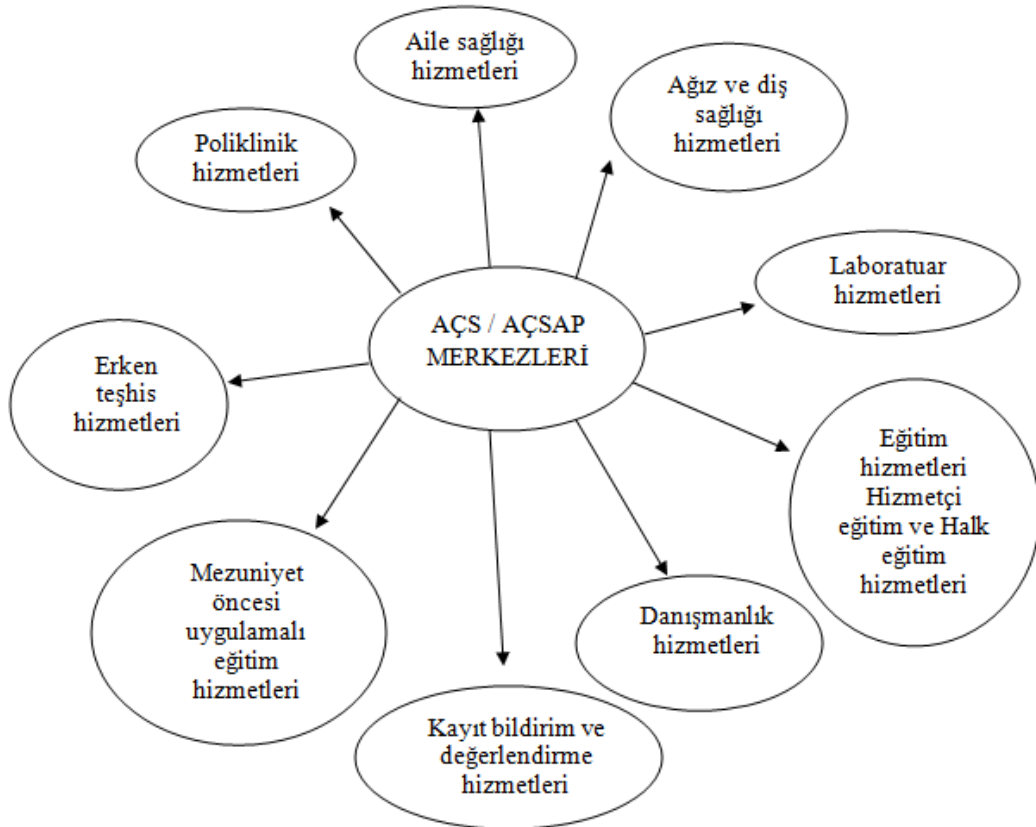 Aile sağlığı
hizmetleri
Ağız ve diş
sağlığı
hizmetleri
Poliklinik
hizmetleri
Laboratuar
hizmetleri
AÇS / AÇSAP
MERKEZLERİ
Erken
teşhis
hizmetleri
Eğitim
hizmetleri
Hizmetçi
eğitim ve Halk
eğitim
hizmetleri
Mezuniyet
öncesi
uygulamalı
eğitim
hizmetleri
Danışmanlık
hizmetleri
Kayıt bildirim ve
değerlendirme
hizmetleri